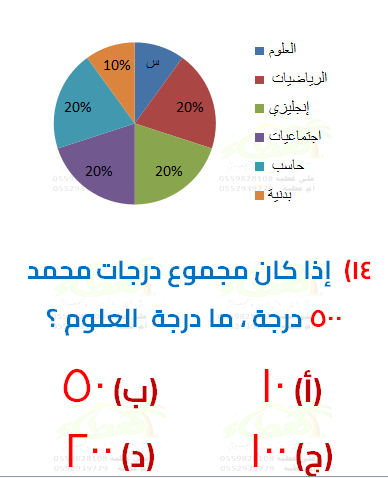 العلوم
الرياضيات
إنجليزي
اجتماعيات
حاسب
بدنية
س
10%
20%
20%
20%
20%
١٤) إذا كان مجموع درجات محمد
٥٠٠ درجة ، ما درجة العلوم ؟
(أ) ١٠ (ب) ٥٠
(ج) ١٠٠ (د) ٢٠٠